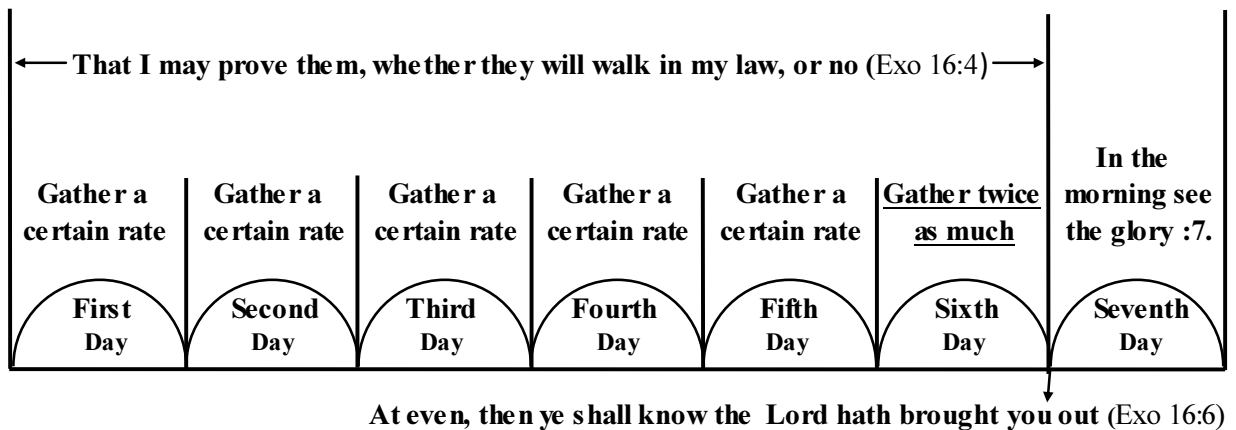 That I may prove them, whether they will walk in my law, or no (Exo 16:4)
In the
Gather a Gather a Gather a Gather a Gather a Gather twice morning see
certain rate certain rate certain rate certain rate certain rate as much the glory :7.
First Second Third Fourth Fifth Sixth Seventh
Day Day Day Day Day Day Day
At even, then ye shall know the Lord hath brought you out (Exo 16:6)